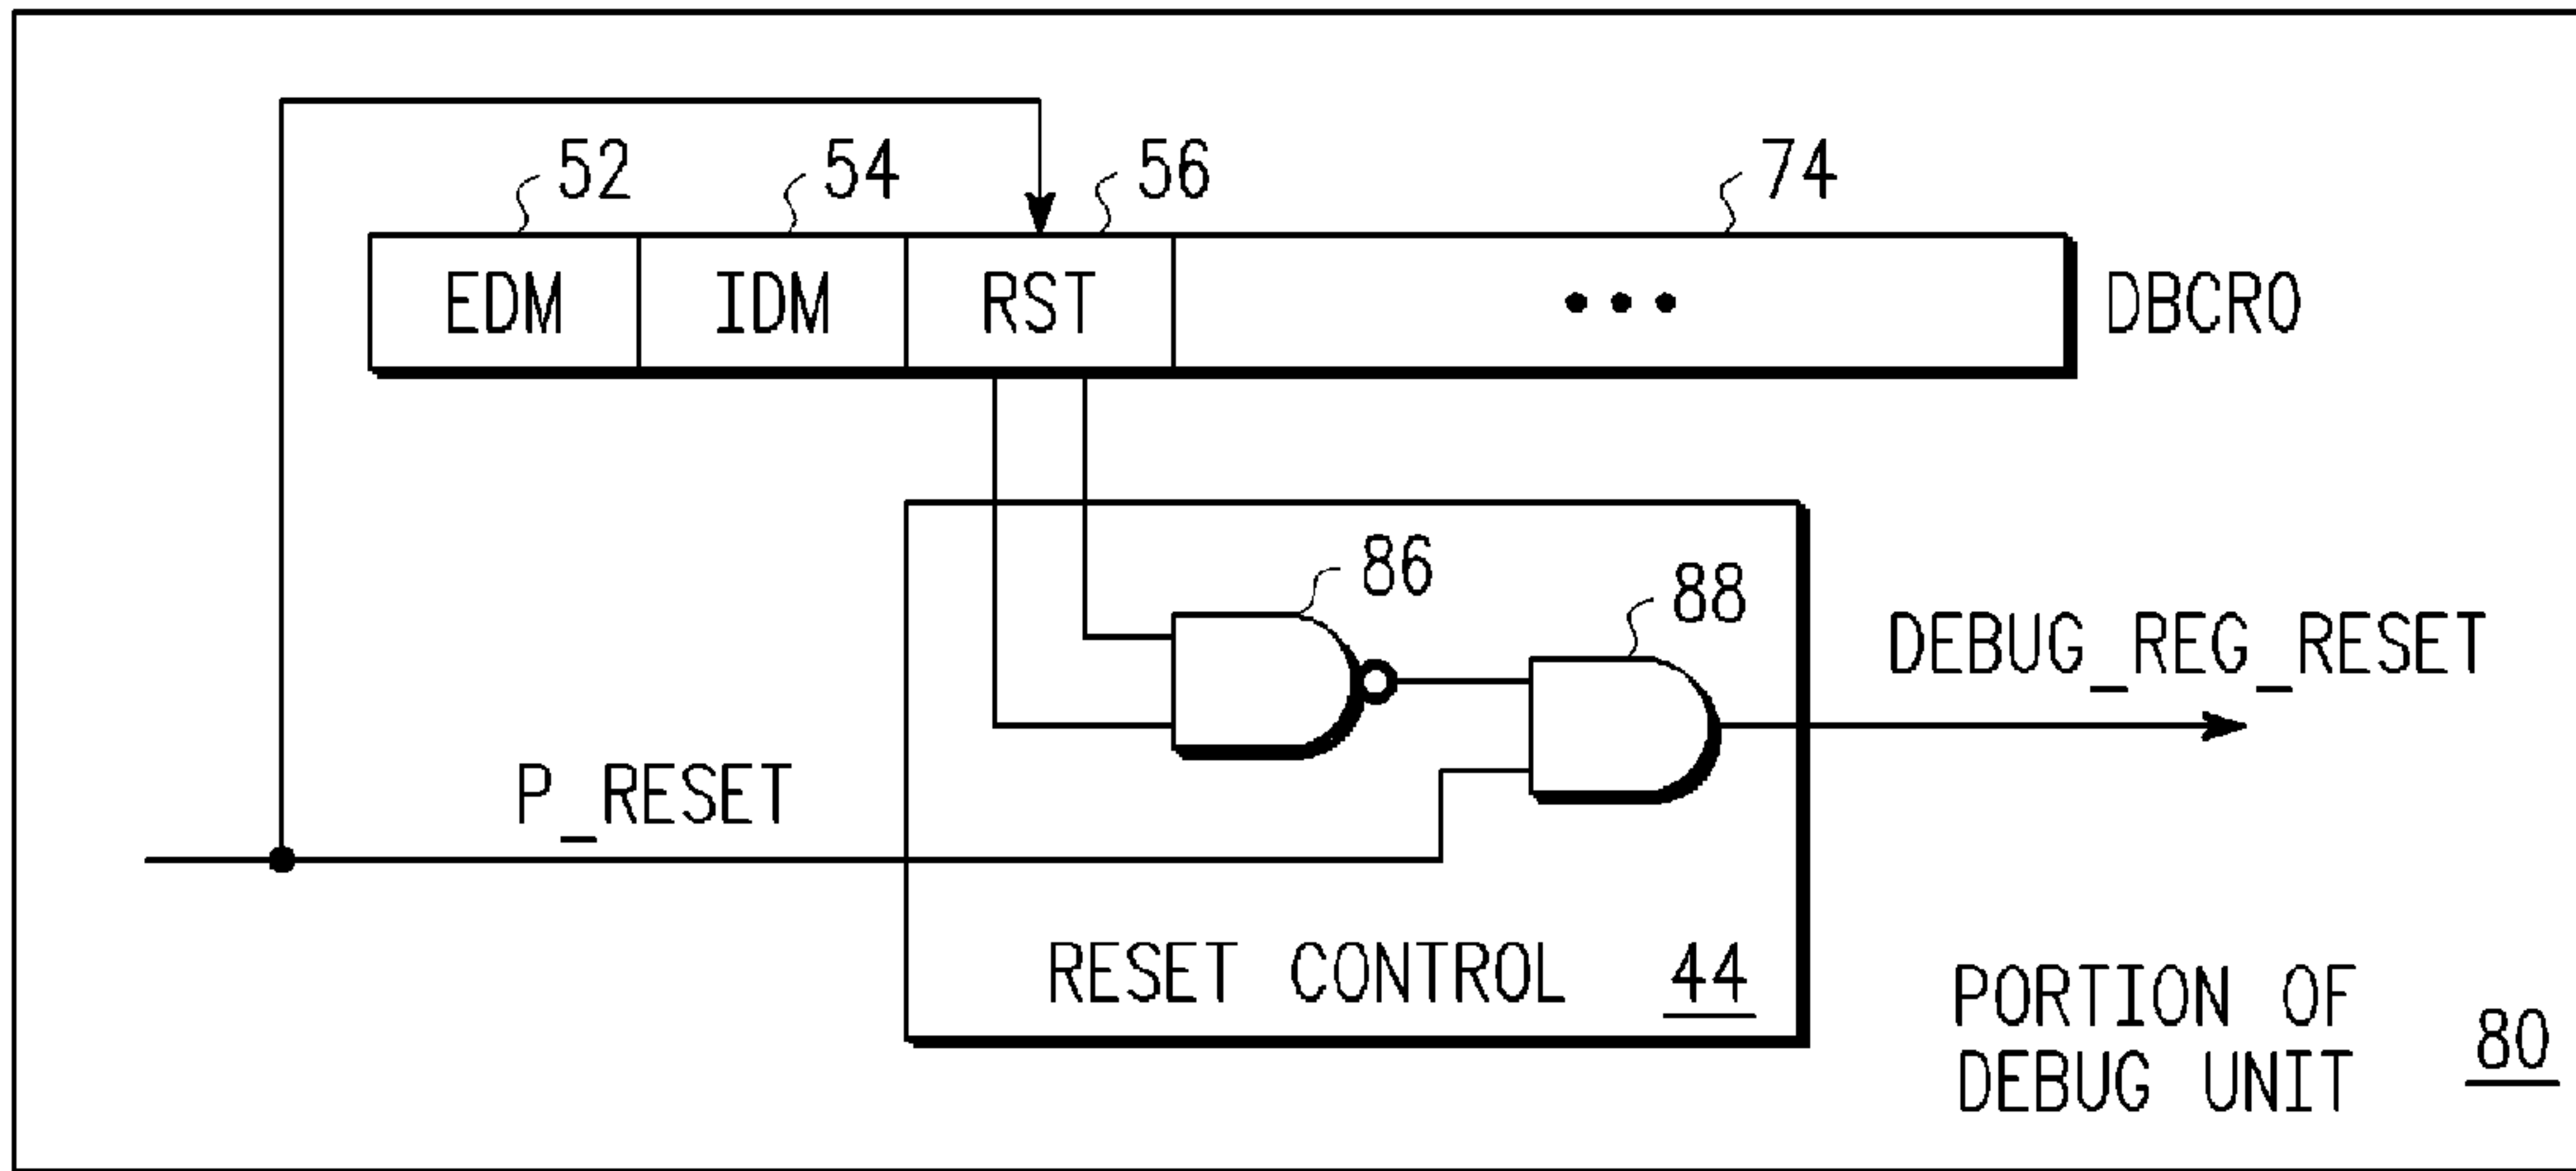 52 54 56 74
EDM IDM RST ••• DBCR0
86
88
DEBUG_REG_RESET
P_RESET
RESET CONTROL 44
PORTION OF
DEBUG UNIT 80